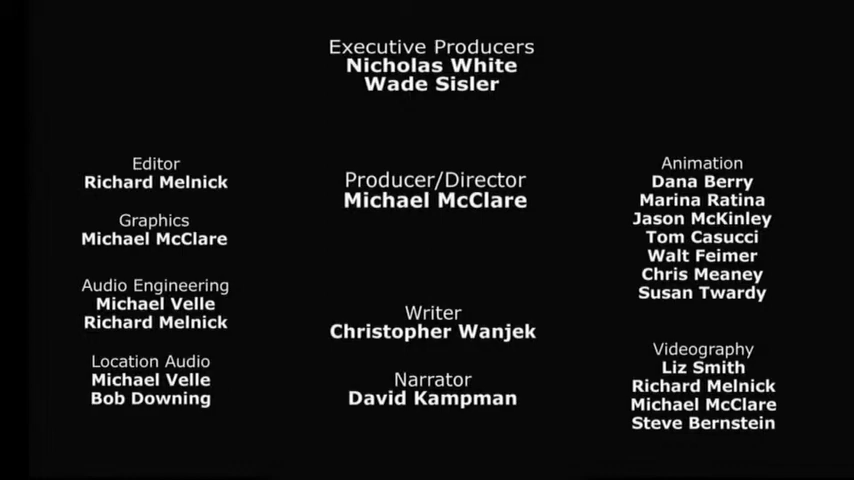 Executive Producers
Nicholas White
Wade Sisler
Editor
Richard Melnick
Graphics
Michael McClare
Audio Engineering
Michael Velle
Richard Melnick
Location Audio
Michael Velle
Bob Downing
Producer/Director
Michael McClare
Writer
Christopher Wanjek
Narrator
David Kampman
Animation
Dana Berry
Marina Ratina
Jason McKinley
Tom Casucci
Walt Feimer
Chris Meaney
Susan Twardy
Videography
Liz Smith
Richard Melnick
Michael McClare
Steve Bernstein